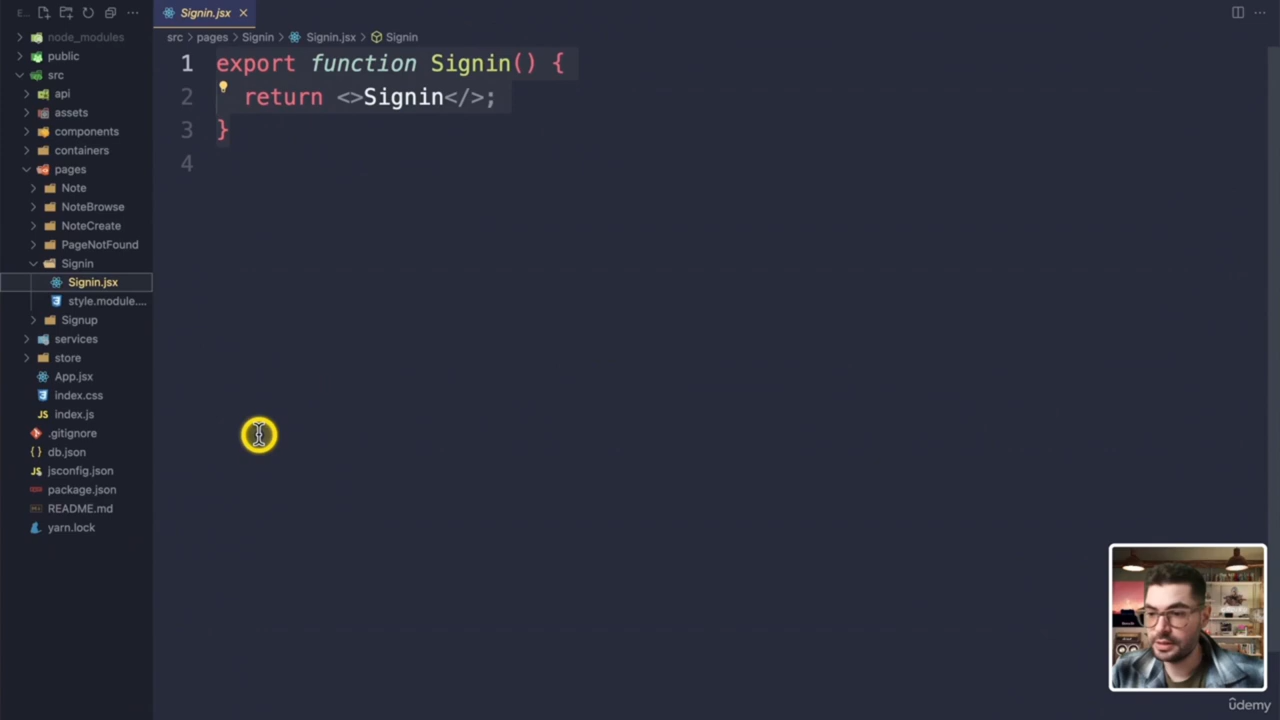 E...
Signin.jsx
node_modules
public
src
api
assets
components
containers
pages
Note
NoteBrowse
NoteCreate
PageNotFound
Signin
Signin.jsx
style.module....
Signup
services
store
App.jsx
index.css
JS index.js
.gitignore
{ } db.json
JS jsconfig.json
package.json
README.md
yarn.lock
src > pages > Signin > Signin.jsx > Signin
1 export function Signin() {
2 return <>Signin</>;
3 }
4
ûdemy